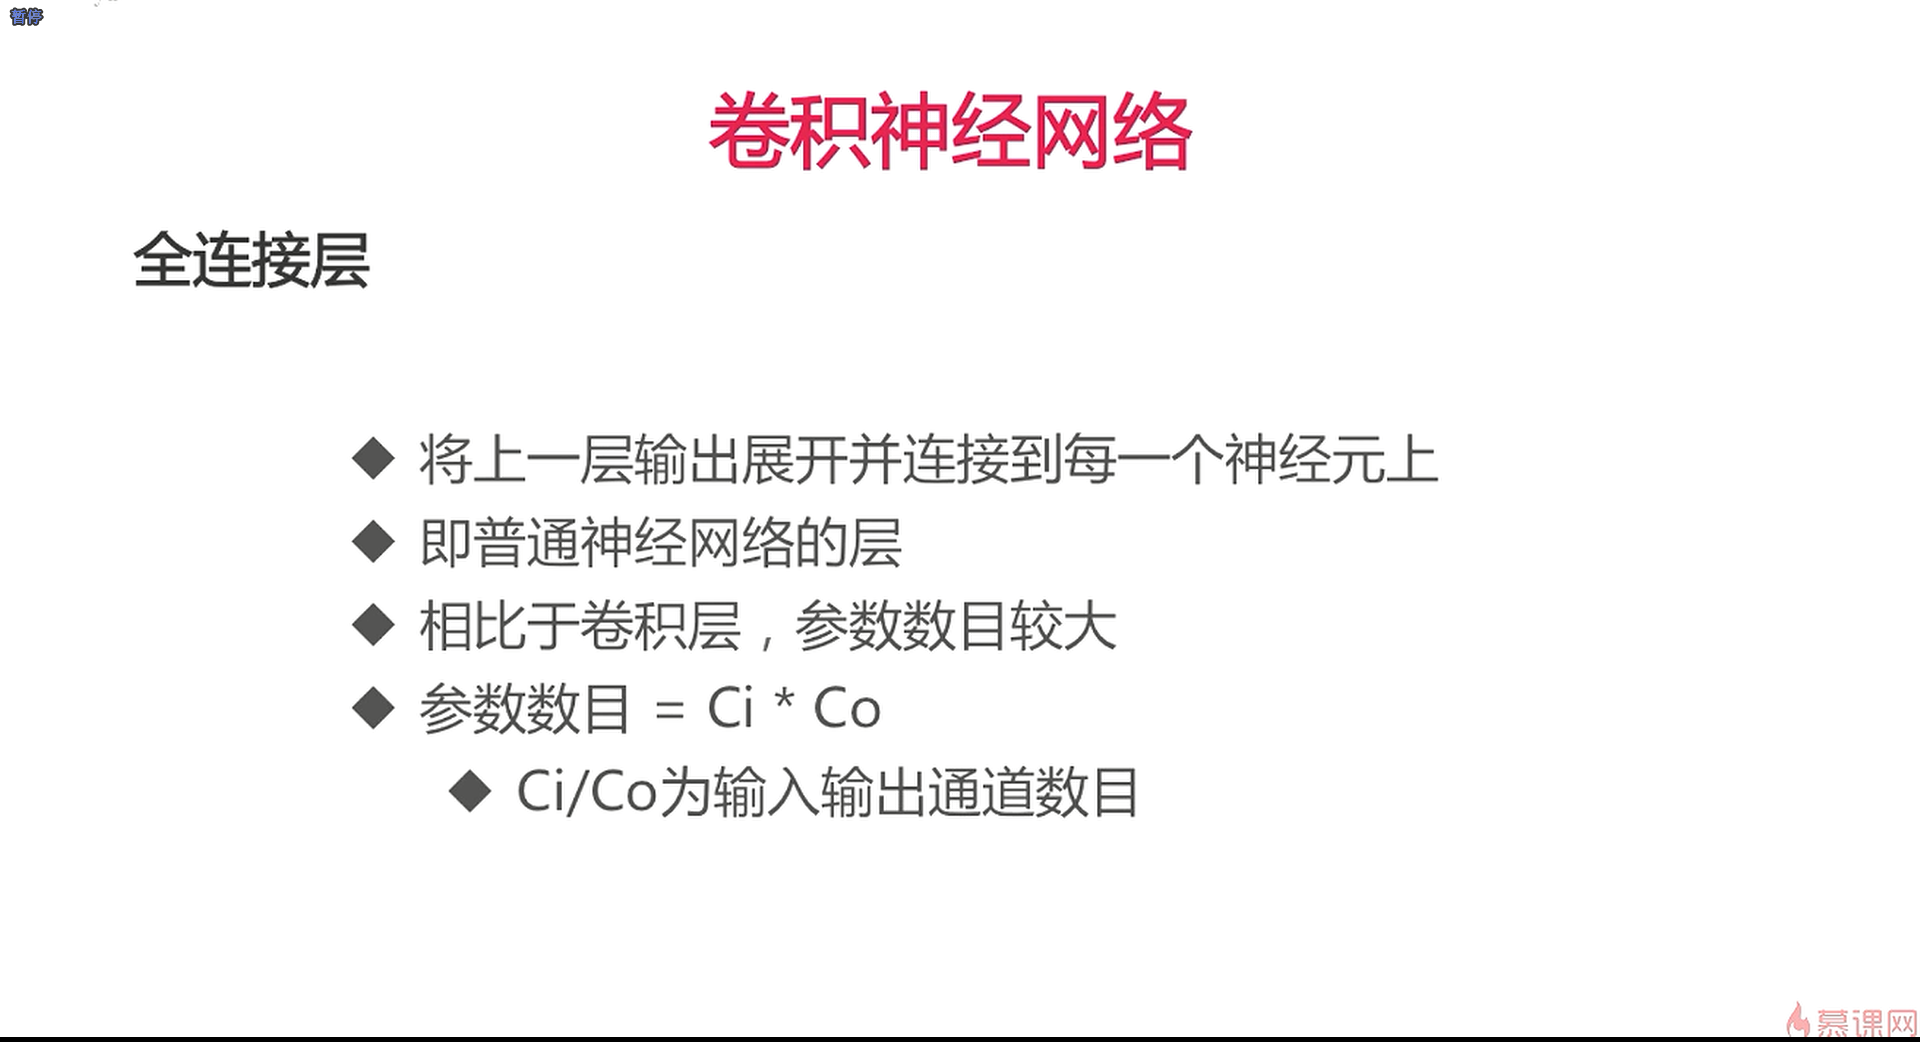 暂停
卷积神经网络
全连接层
◆ 将上一层输出展开并连接到每一个神经元上
◆ 即普通神经网络的层
◆ 相比于卷积层，参数数目较大
◆ 参数数目 = Ci * Co
◆ Ci/Co为输入输出通道数目
慕课网